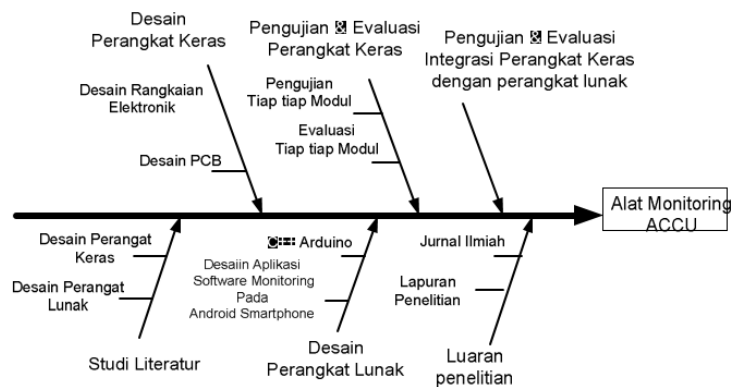 Desain
Perangkat Keras
Desain Rangkaian
Elektronik
Desain PCB
Pengujian & Evaluasi
Perangkat Keras
Pengujian
Tiap tiap Modul
Evaluasi
Tiap tiap Modul
Pengujian & Evaluasi
Integrasi Perangkat Keras
dengan perangkat lunak
Alat Monitoring
ACCU
Desain Perangat
Keras
Desain Perangat
Lunak
Studi Literatur
Arduino
Desaiin Aplikasi
Software Monitoring
Pada
Android Smartphone
Desain
Perangkat Lunak
Jurnal Ilmiah
Lapuran
Penelitian
Luaran
penelitian